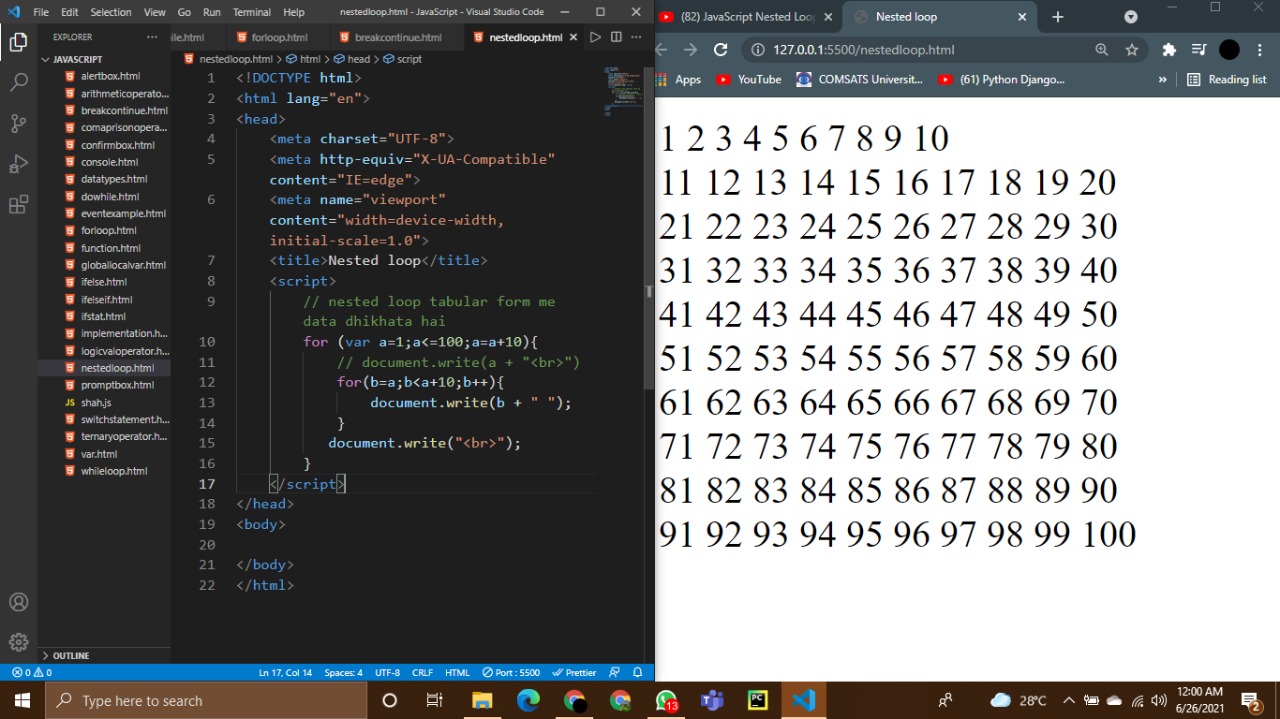 File Edit Selection View Go Run Terminal Help nestedloop.html - JavaScript - Visual Studio Code
EXPLORER
JAVASCRIPT
alertbox.html
arithmeticoperato...
breakcontinue.html
comaprisonopera...
confirmbox.html
console.html
datatypes.html
dowhile.html
eventexample.html
forloop.html
function.html
globallocalvar.html
ifelse.html
ifelseif.html
ifstat.html
implementation.h...
logicvaloperator.h...
nestedloop.html
promptbox.html
JS shah.js
switchstatement.h...
ternaryoperator.h...
var.html
whileloop.html
OUTLINE
ile.html forloop.html breakcontinue.html nestedloop.html
nestedloop.html > html > head > script
1 <!DOCTYPE html>
2 <html lang="en">
3 <head>
4 <meta charset="UTF-8">
5 <meta http-equiv="X-UA-Compatible"
content="IE=edge">
6 <meta name="viewport"
content="width=device-width,
initial-scale=1.0">
7 <title>Nested loop</title>
8 <script>
9 // nested loop tabular form me
data dhikhata hai
10 for (var a=1;a<=100;a=a+10){
11 // document.write(a + "<br>")
12 for(b=a;b<a+10;b++){
13 document.write(b + " ");
14 }
15 document.write("<br>");
16 }
17 </script>
18 </head>
19 <body>
20
21 </body>
22 </html>
0 0 Ln 17, Col 14 Spaces: 4 UTF-8 CRLF HTML Port : 5500 Prettier
(82) JavaScript Nested Loo Nested loop
127.0.0.1:5500/nestedloop.html
Apps YouTube COMSATS Universit... (61) Python Django... » Reading list
1 2 3 4 5 6 7 8 9 10
11 12 13 14 15 16 17 18 19 20
21 22 23 24 25 26 27 28 29 30
31 32 33 34 35 36 37 38 39 40
41 42 43 44 45 46 47 48 49 50
51 52 53 54 55 56 57 58 59 60
61 62 63 64 65 66 67 68 69 70
71 72 73 74 75 76 77 78 79 80
81 82 83 84 85 86 87 88 89 90
91 92 93 94 95 96 97 98 99 100
Type here to search 13 PC 28°C 12:00 AM
6/26/2021 2